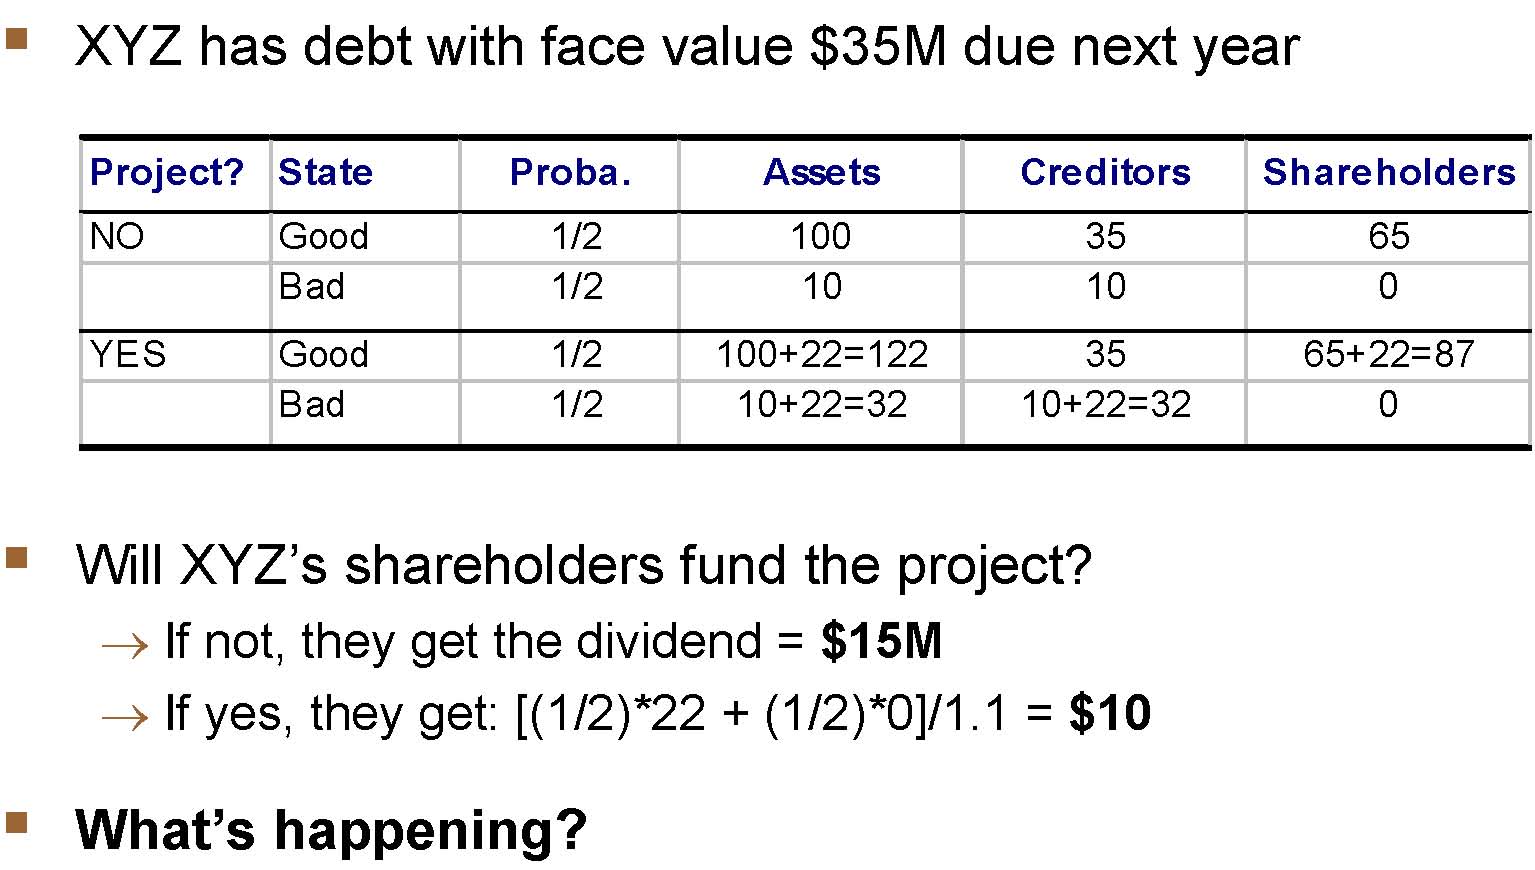 ▪ XYZ has debt with face value $35M due next year
Project? State Proba. Assets Creditors Shareholders
NO Good 1/2 100 35 65
Bad 1/2 10 10 0
YES Good 1/2 100+22=122 35 65+22=87
Bad 1/2 10+22=32 10+22=32 0
▪ Will XYZ’s shareholders fund the project?
→ If not, they get the dividend = $15M
→ If yes, they get: [(1/2)*22 + (1/2)*0]/1.1 = $10
▪ What’s happening?